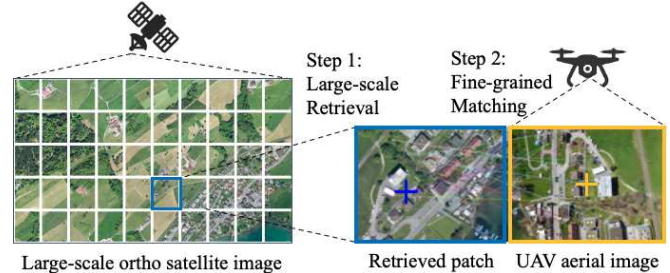 Step 1:
Large-scale
Retrieval
Step 2:
Fine-grained
Matching
Large-scale ortho satellite image
Retrieved patch
UAV aerial image